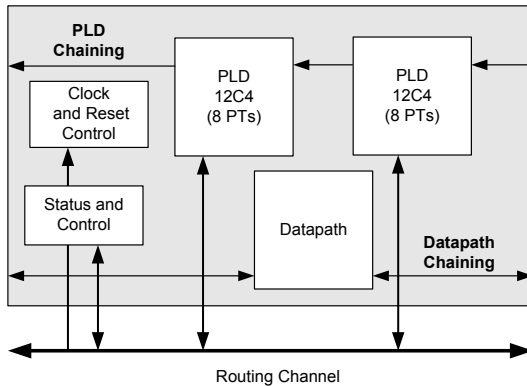 PLD
Chaining
PLD
12C4
(8 PTs)
PLD
12C4
(8 PTs)
Clock
and Reset
Control
Status and
Control
Datapath
Datapath
Chaining
Routing Channel